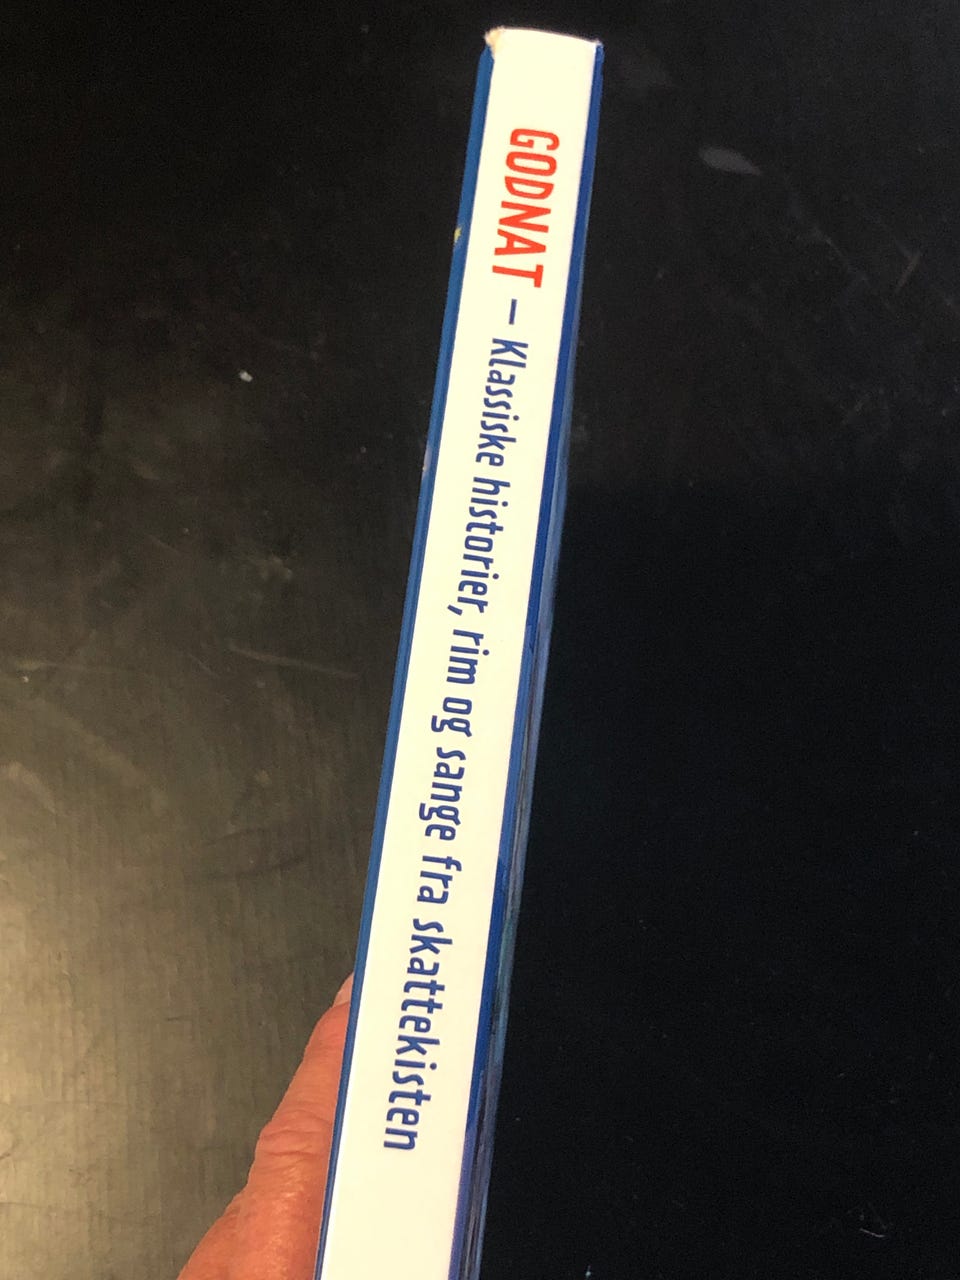 GODNAT – Klassiske historier, rim og sange fra skattekisten